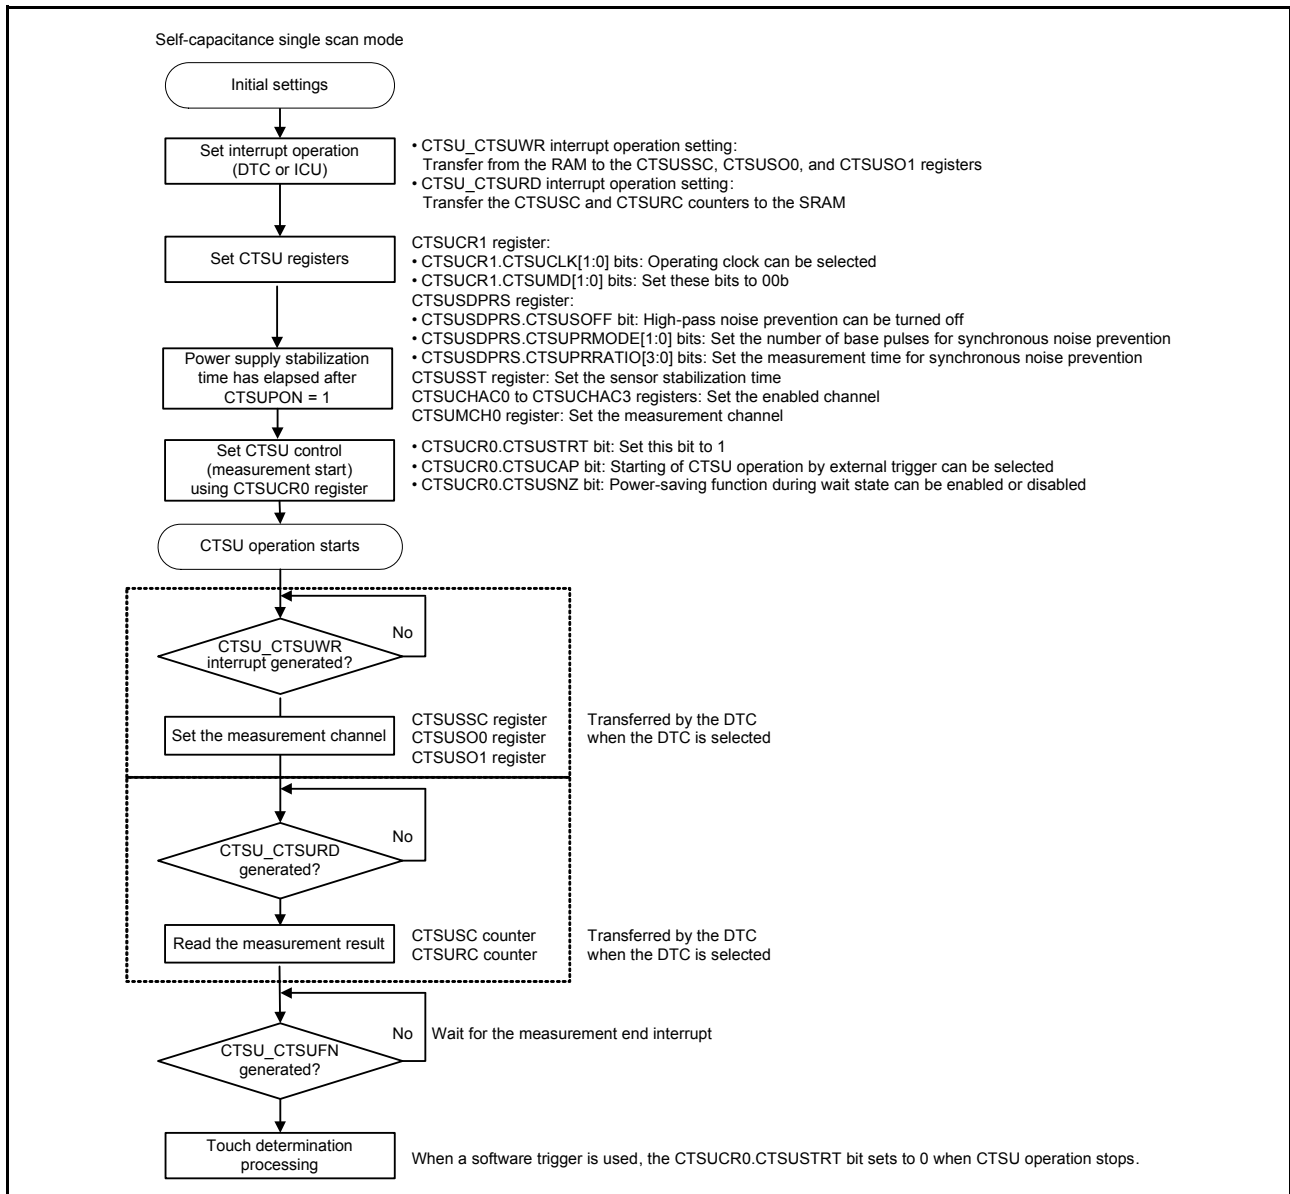 Self-capacitance single scan mode
Initial settings
Set interrupt operation
(DTC or ICU)
• CTSU_CTSUWR interrupt operation setting:
Transfer from the RAM to the CTSUSSC, CTSUSO0, and CTSUSO1 registers
• CTSU_CTSURD interrupt operation setting:
Transfer the CTSUSC and CTSURC counters to the SRAM
Set CTSU registers
CTSUCR1 register:
• CTSUCR1.CTSUCLK[1:0] bits: Operating clock can be selected
• CTSUCR1.CTSUMD[1:0] bits: Set these bits to 00b
CTSUSDPRS register:
• CTSUSDPRS.CTSUSOFF bit: High-pass noise prevention can be turned off
• CTSUSDPRS.CTSUPRMODE[1:0] bits: Set the number of base pulses for synchronous noise prevention
• CTSUSDPRS.CTSUPRRATIO[3:0] bits: Set the measurement time for synchronous noise prevention
CTSUSST register: Set the sensor stabilization time
CTSUCHAC0 to CTSUCHAC3 registers: Set the enabled channel
CTSUMCH0 register: Set the measurement channel
Power supply stabilization
time has elapsed after
CTSUPON = 1
Set CTSU control
(measurement start)
using CTSUCR0 register
• CTSUCR0.CTSUSTRT bit: Set this bit to 1
• CTSUCR0.CTSUCAP bit: Starting of CTSU operation by external trigger can be selected
• CTSUCR0.CTSUSNZ bit: Power-saving function during wait state can be enabled or disabled
CTSU operation starts
CTSU_CTSUWR
interrupt generated?
No
Set the measurement channel
CTSUSSC register
CTSUSO0 register
CTSUSO1 register
Transferred by the DTC
when the DTC is selected
CTSU_CTSURD
generated?
No
Read the measurement result
CTSUSC counter
CTSURC counter
Transferred by the DTC
when the DTC is selected
CTSU_CTSUFN
generated?
No
Wait for the measurement end interrupt
Touch determination
processing
When a software trigger is used, the CTSUCR0.CTSUSTRT bit sets to 0 when CTSU operation stops.